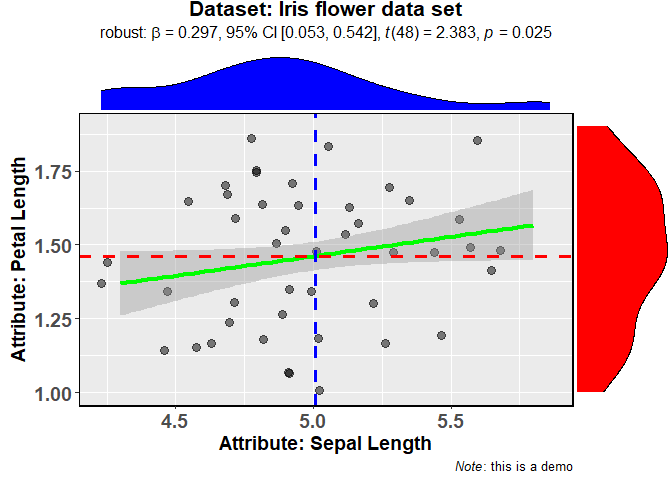 Dataset: Iris flower data set
robust: β = 0.297, 95% CI [0.053, 0.542], t(48) = 2.383, p = 0.025
Attribute: Petal Length
1.75
1.50
1.25
1.00
4.5 5.0 5.5
Attribute: Sepal Length
Note: this is a demo